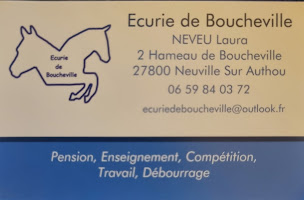 Ecurie de Boucheville
NEVEU Laura
2 Hameau de Boucheville
27800 Neuville Sur Authou
06 59 84 03 72
ecuriedeboucheville@outlook.fr
Ecurie
de
Boucheville
Pension, Enseignement, Compétition,
Travail, Débourrage